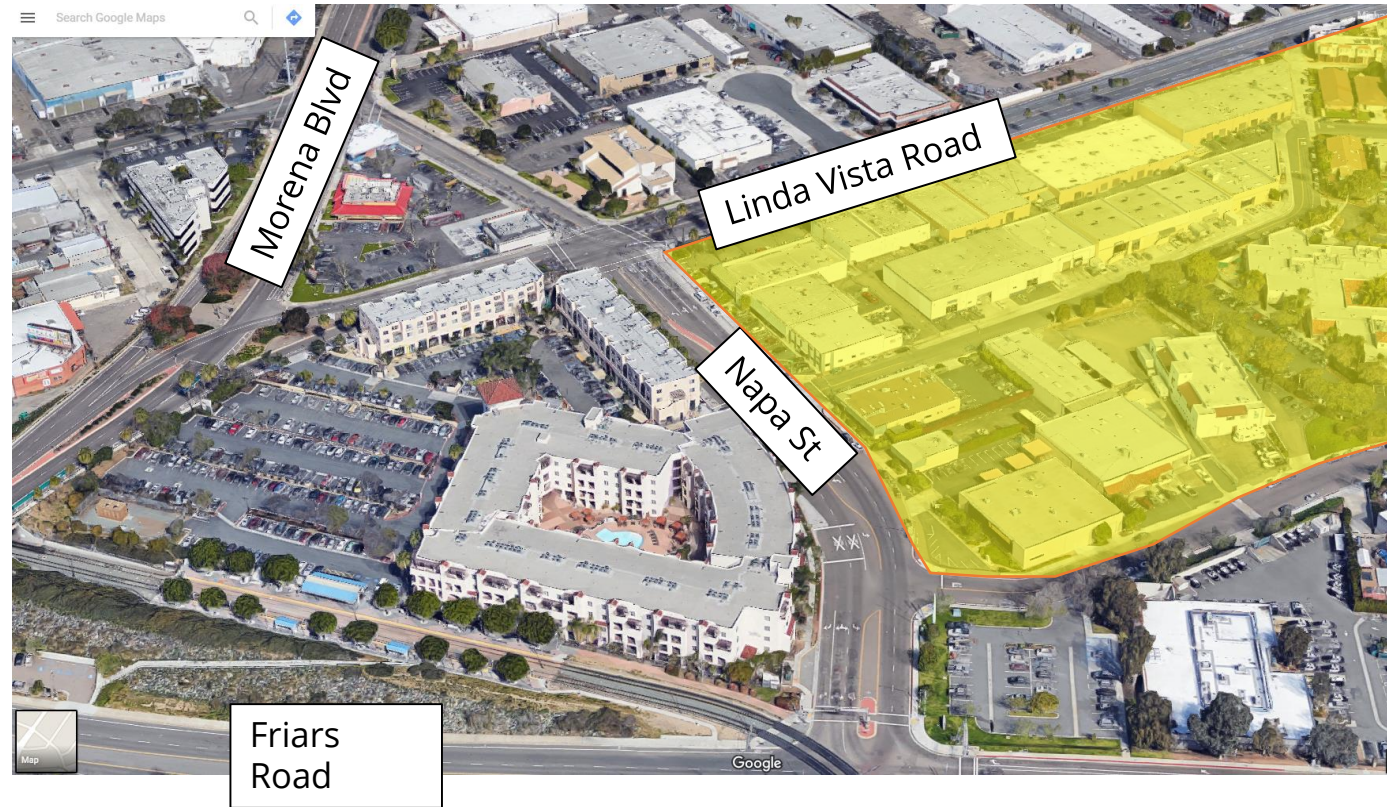 Search Google Maps
Morena Blvd
Linda Vista Road
Napa St
Friars
Road
Map
Google